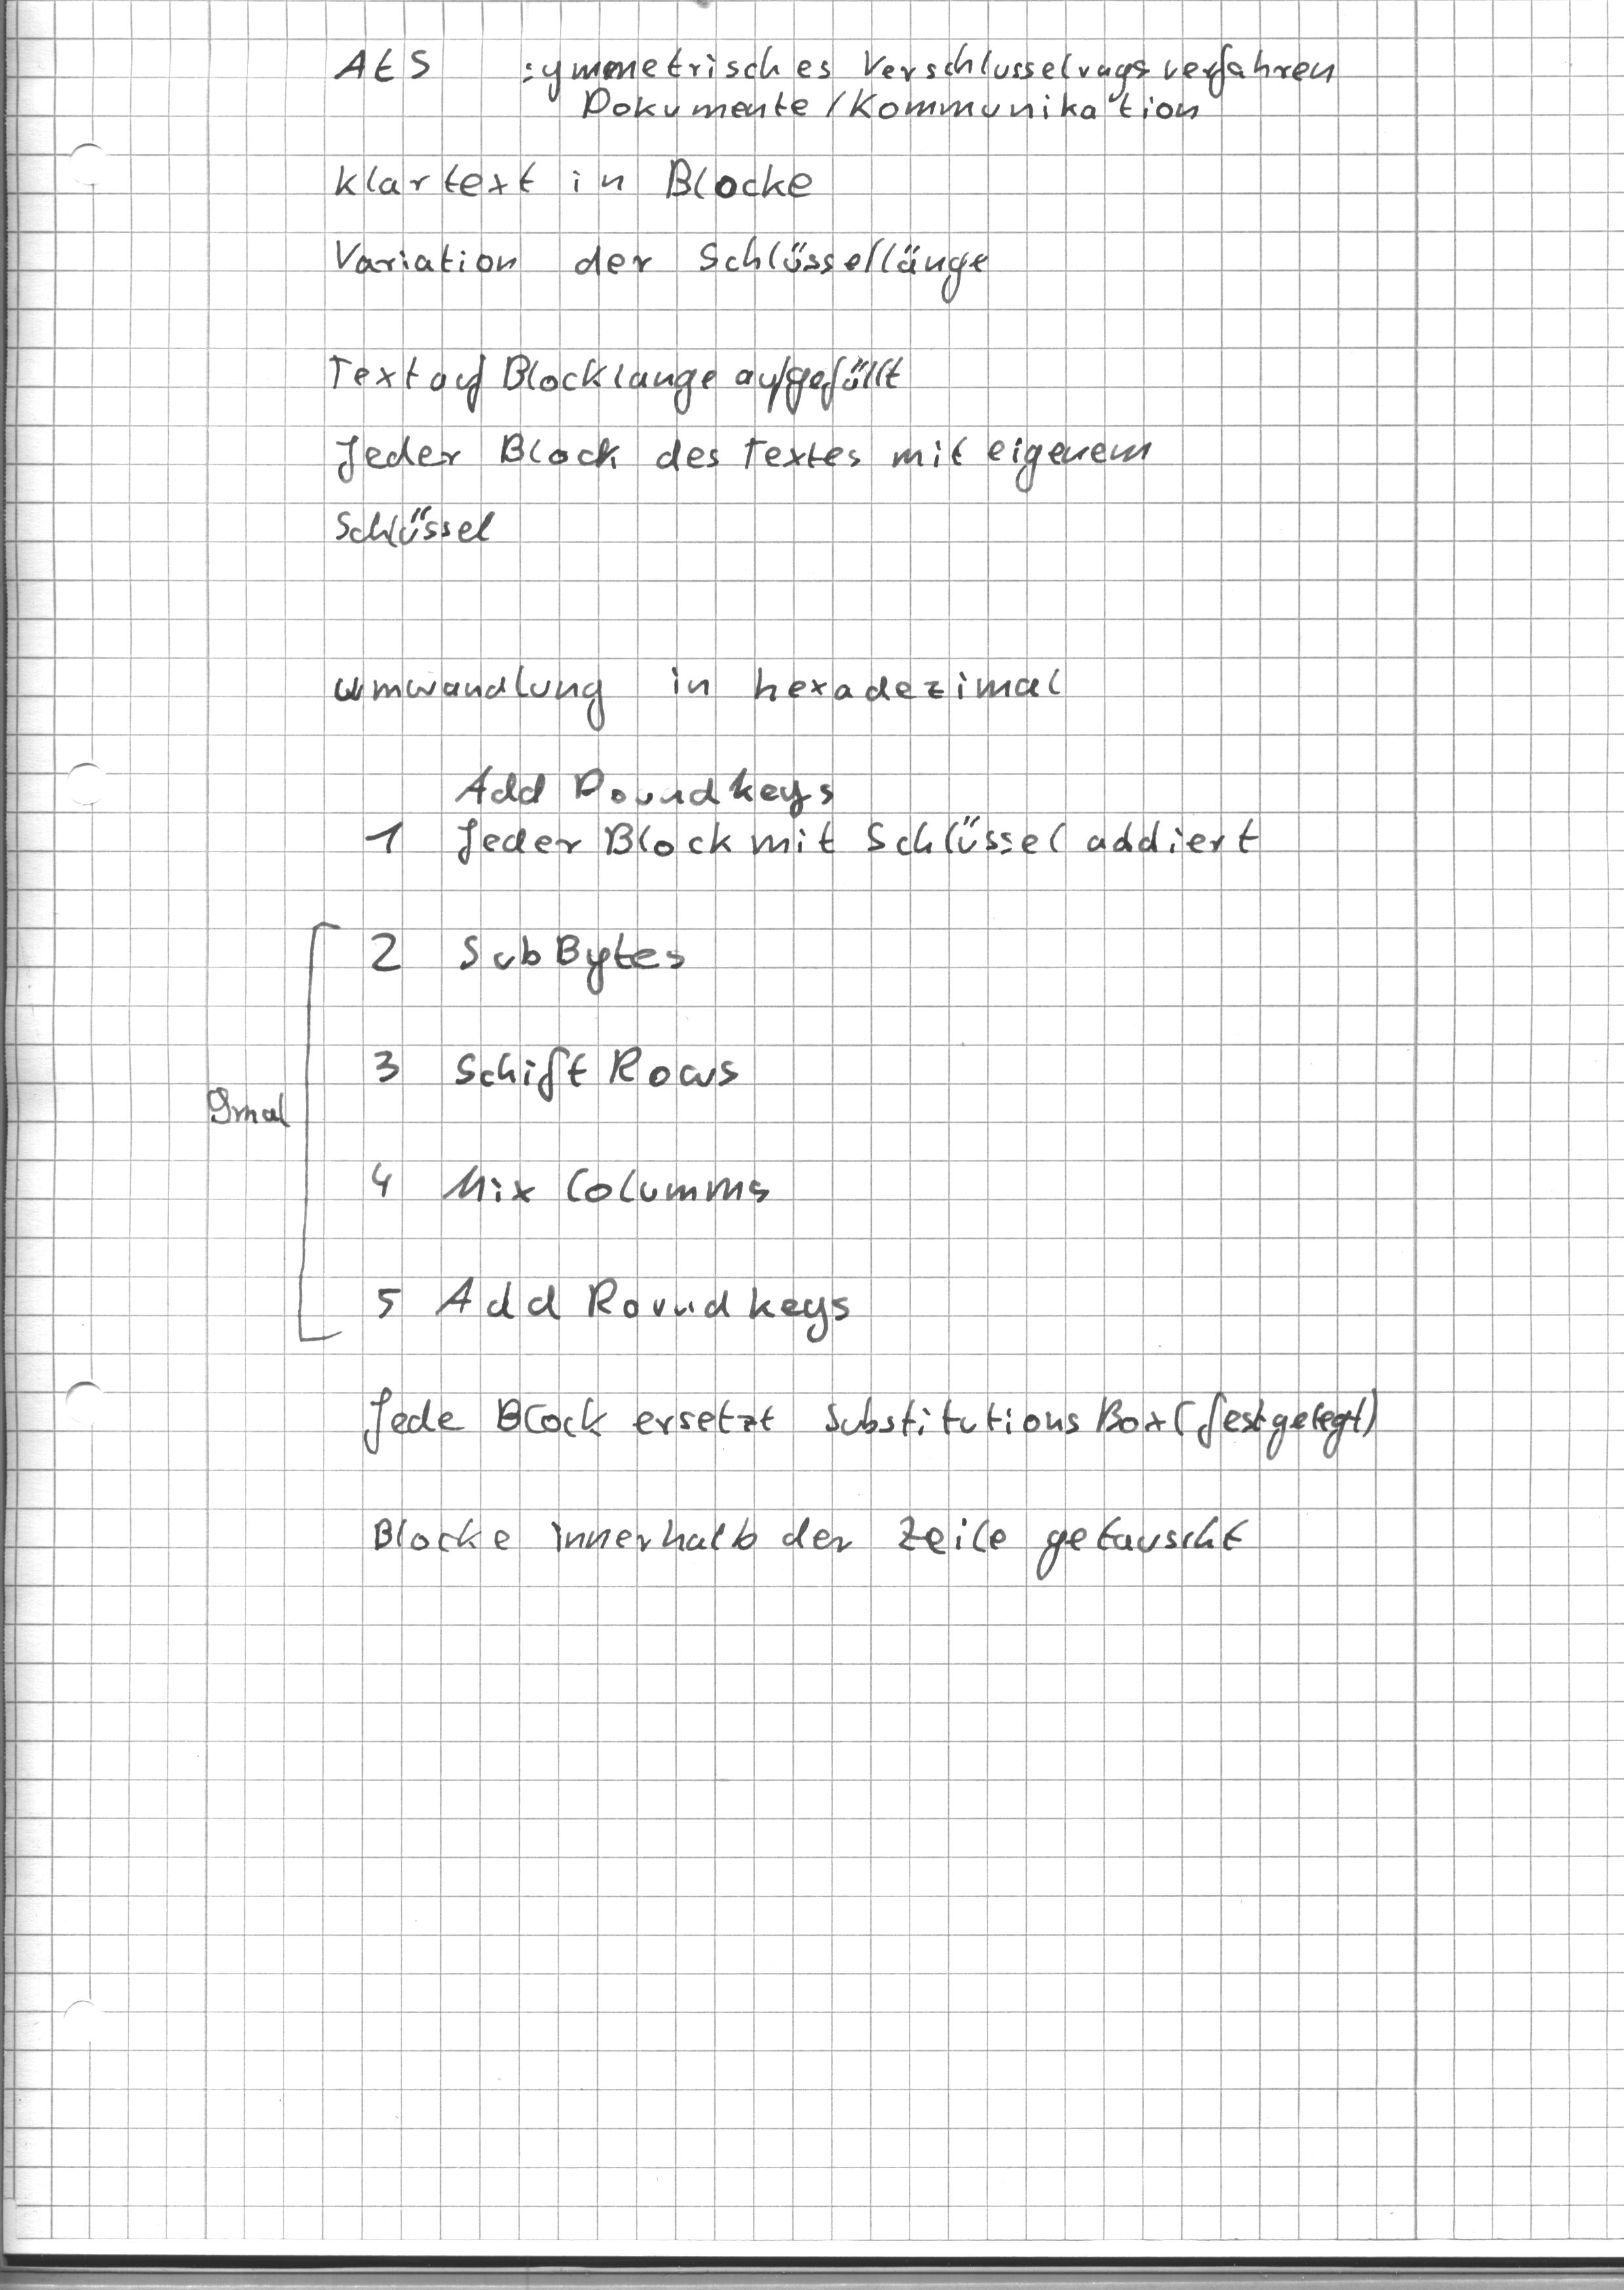 AES symmetrisches Verschlusselungsverfahren
Dokumente / Kommunikation
Klartext in Blocke
Variation der Schlüssellänge
Text auf Blocklange aufgefüllt
Jeder Block des Textes mit eigenem
Schlüssel
umwandlung in hexadezimal
Add Roundkeys
1 Jeder Block mit Schlüssel addiert
2 SubBytes
3 Schift Rows
9mal
4 Mix Columms
5 Add Roundkeys
Jede Block ersetzt Substitutions Box (festgelegt)
Blocke innerhalb der Zeile getauscht